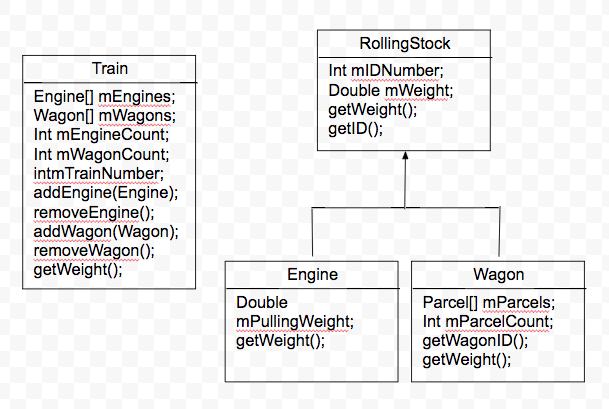 Train
Engine[] mEngines;
Wagon[] mWagons;
Int mEngineCount;
Int mWagonCount;
intmTrainNumber;
addEngine(Engine);
removeEngine();
addWagon(Wagon);
removeWagon();
getWeight();
RollingStock
Int mIDNumber;
Double mWeight;
getWeight();
getID();
Engine
Double
mPullingWeight;
getWeight();
Wagon
Parcel[] mParcels;
Int mParcelCount;
getWagonID();
getWeight();